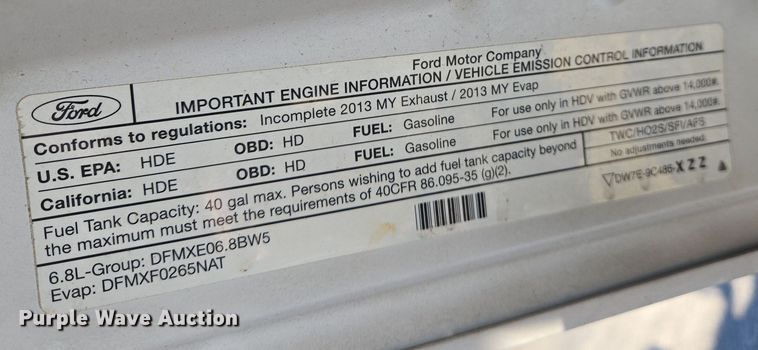 Ford Motor Company
Ford
IMPORTANT ENGINE INFORMATION / VEHICLE EMISSION CONTROL INFORMATION
Conforms to regulations: Incomplete 2013 MY Exhaust / 2013 MY Evap
U.S. EPA: HDE OBD: HD FUEL: Gasoline For use only in HDV with GVWR above 14,000#.
California: HDE OBD: HD FUEL: Gasoline For use only in HDV with GVWR above 14,000#.
Fuel Tank Capacity: 40 gal max. Persons wishing to add fuel tank capacity beyond
the maximum must meet the requirements of 40CFR 86.095-35 (g)(2).
TWC/HO2S/SFI/AFS
No adjustments needed.
6.8L-Group: DFMXE06.8BW5
Evap: DFMXF0265NAT
DW7E-9C485-XZZ
Purple Wave Auction